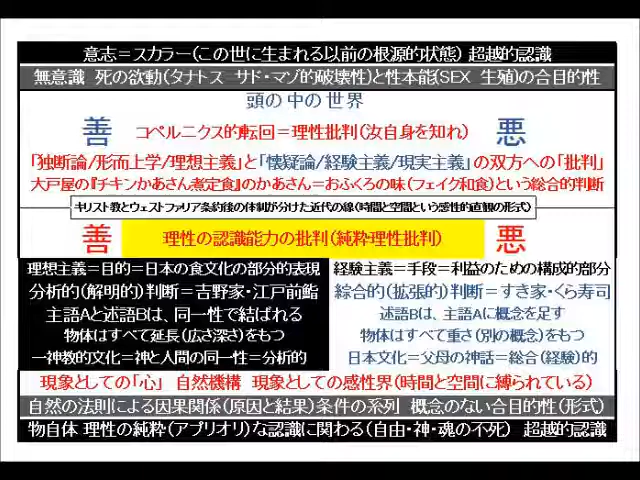 意志＝スカラー(この世に生まれる以前の根源的状態) 超越的認識
無意識 死の欲動(タナトス サド・マゾ的破壊性)と性本能(SEX 生殖)の合目的性
頭の中の世界
善 コペルニクス的転回＝理性批判(汝自身を知れ) 悪
「独断論/形而上学/理想主義」と「懐疑論/経験主義/現実主義」の双方への「批判」
大戸屋の『チキンかあさん煮定食』のかあさん＝おふくろの味(フェイク和食)という総合的判断
キリスト教とウェストファリア条約後の体制が分けた近代の線(時間と空間という感性的直観の形式)
善 理性の認識能力の批判(純粋理性批判) 悪
理想主義＝目的＝日本の食文化の部分的表現
分析的(解明的)判断＝吉野家・江戸前鮨
主語Aと述語Bは、同一性で結ばれる
物体はすべて延長(広さ深さ)をもつ
一神教的文化＝神と人間の同一性＝分析的
経験主義＝手段＝利益のための構成的部分
綜合的(拡張的)判断＝すき家・くら寿司
述語Bは、主語Aに概念を足す
物体はすべて重さ(別の概念)をもつ
日本文化＝父母の神話＝総合(経験)的
現象としての「心」 自然機構 現象としての感性界(時間と空間に縛られている)
自然の法則による因果関係(原因と結果)条件の系列 概念のない合目的性(形式)
物自体 理性の純粋(アプリオリ)な認識に関わる(自由・神・魂の不死) 超越的認識